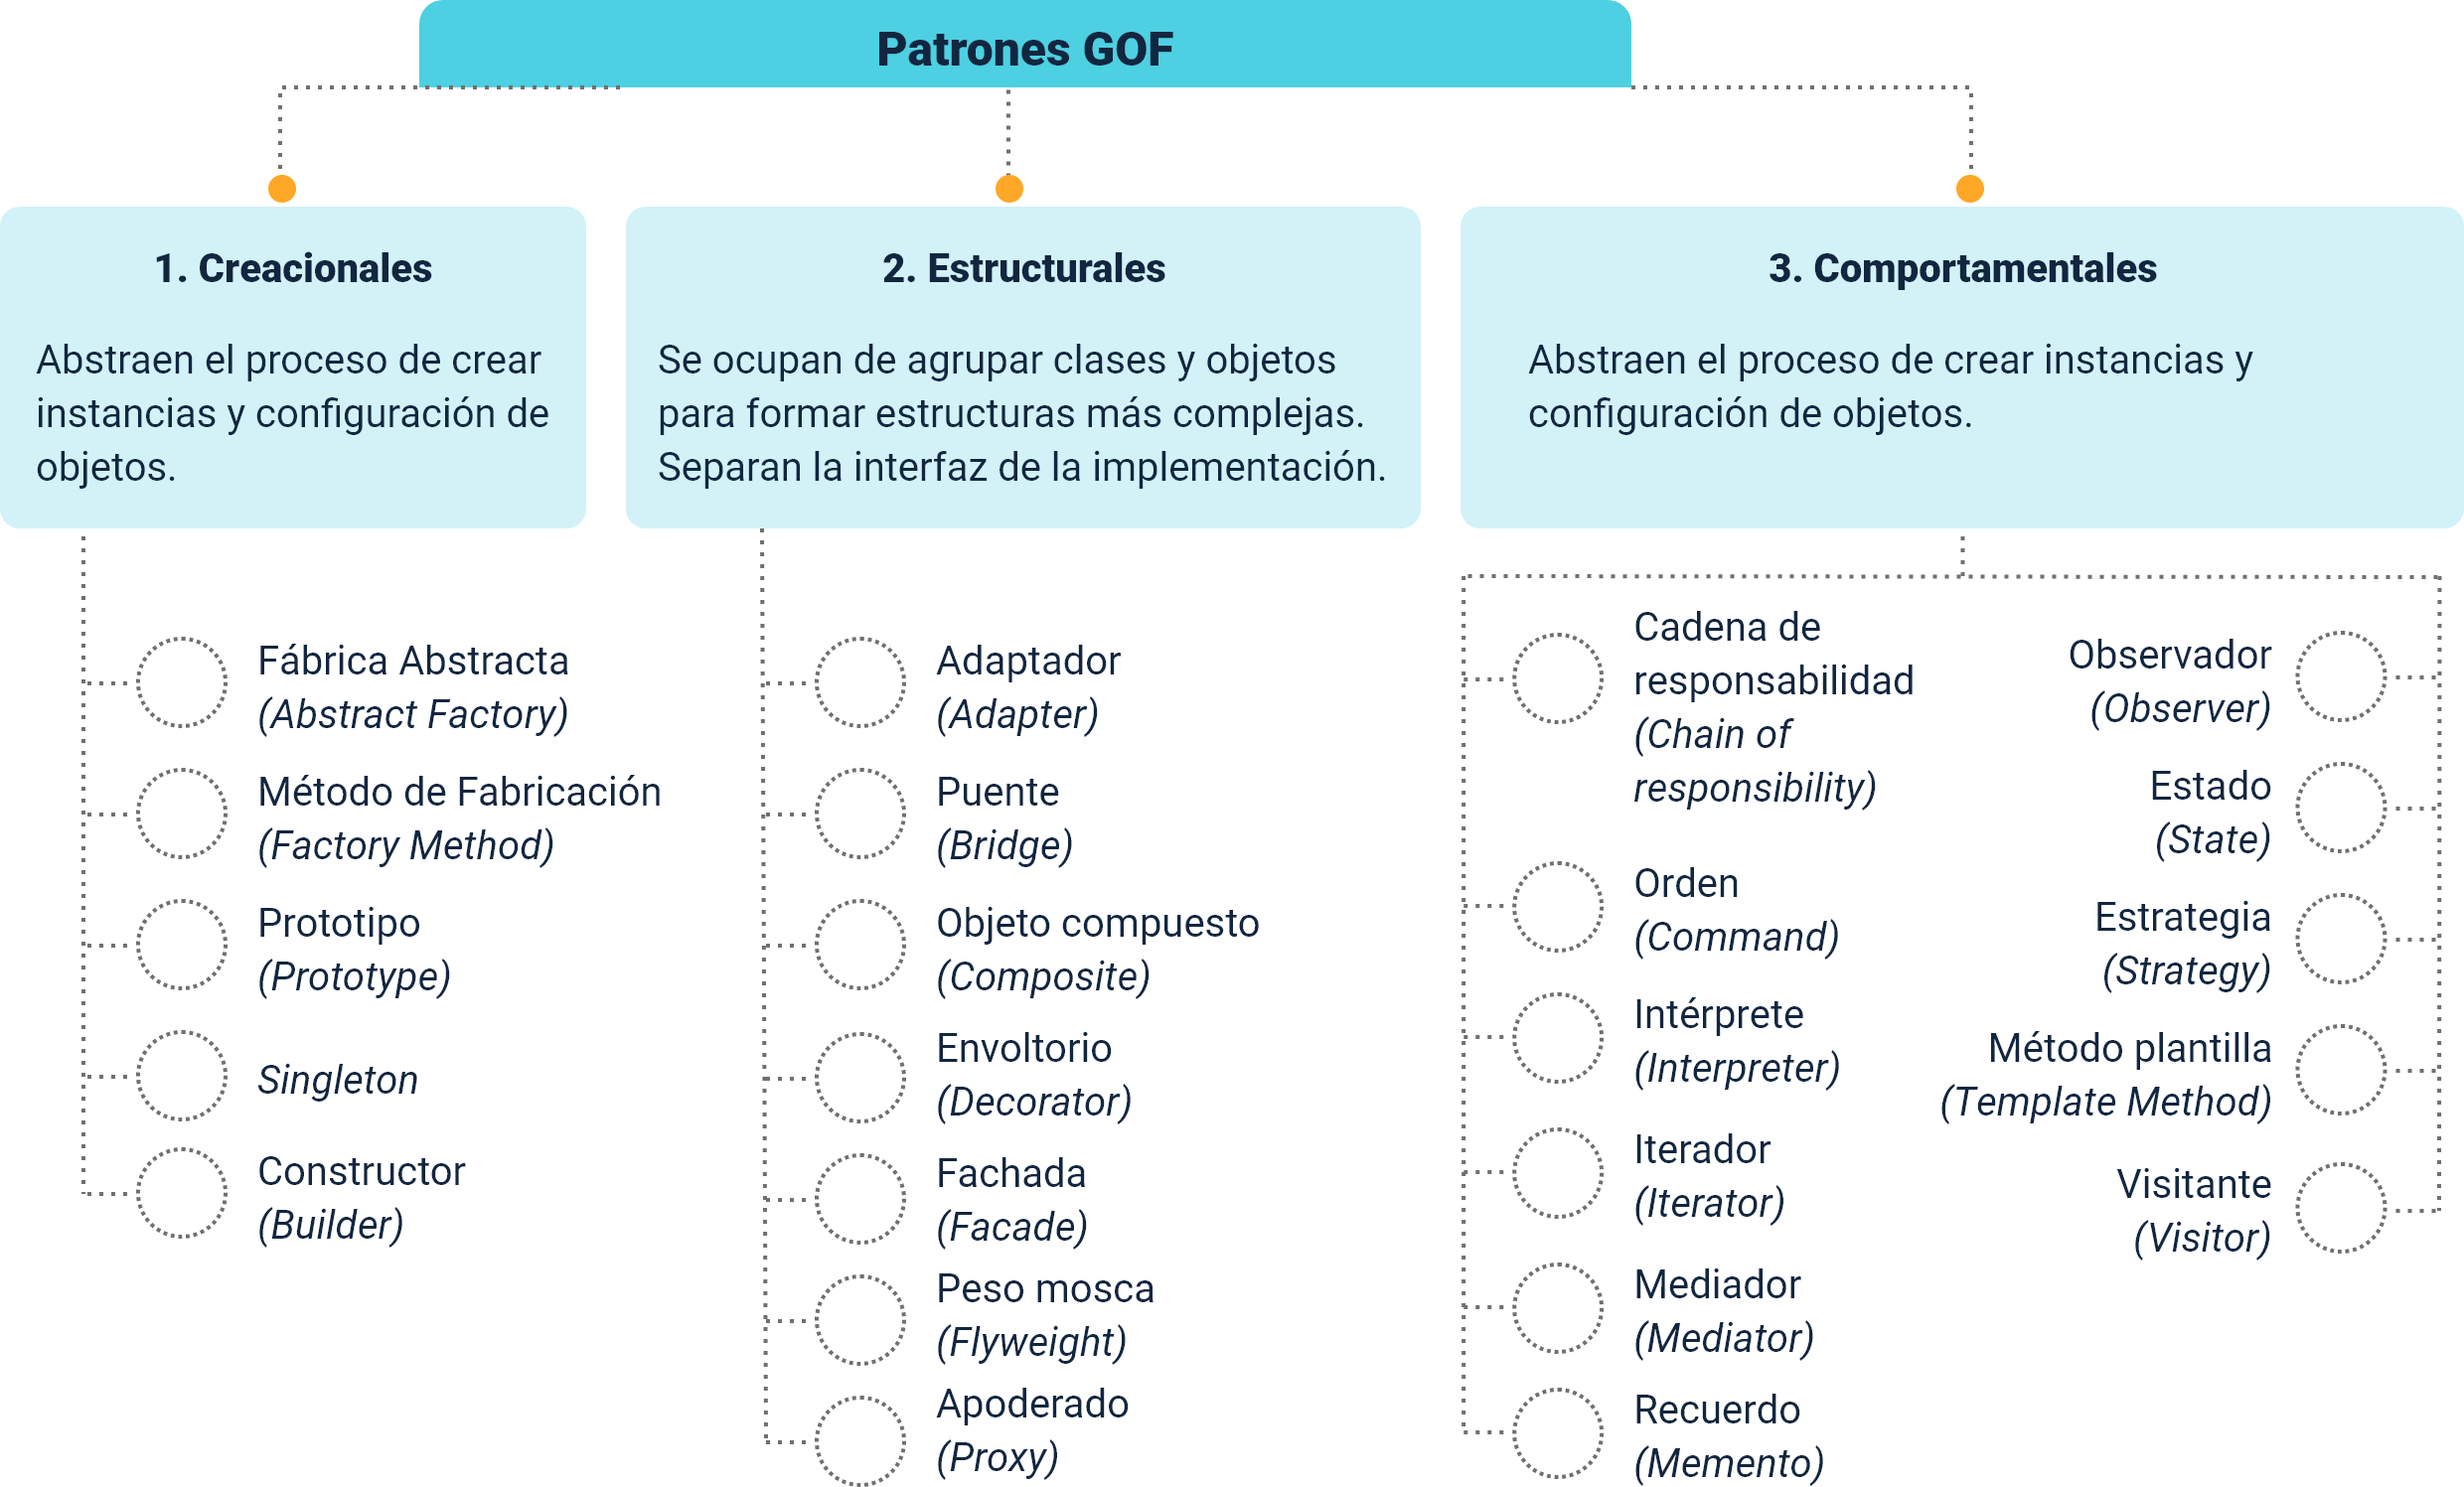 Patrones GOF
1. Creacionales
Abstraen el proceso de crear
instancias y configuración de
objetos.
Fábrica Abstracta
(Abstract Factory)
Método de Fabricación
(Factory Method)
Prototipo
(Prototype)
Singleton
Constructor
(Builder)
2. Estructurales
Se ocupan de agrupar clases y objetos
para formar estructuras más complejas.
Separan la interfaz de la implementación.
Adaptador
(Adapter)
Puente
(Bridge)
Objeto compuesto
(Composite)
Envoltorio
(Decorator)
Fachada
(Facade)
Peso mosca
(Flyweight)
Apoderado
(Proxy)
3. Comportamentales
Abstraen el proceso de crear instancias y
configuración de objetos.
Cadena de
responsabilidad
(Chain of
responsibility)
Orden
(Command)
Intérprete
(Interpreter)
Iterador
(Iterator)
Mediador
(Mediator)
Recuerdo
(Memento)
Observador
(Observer)
Estado
(State)
Estrategia
(Strategy)
Método plantilla
(Template Method)
Visitante
(Visitor)